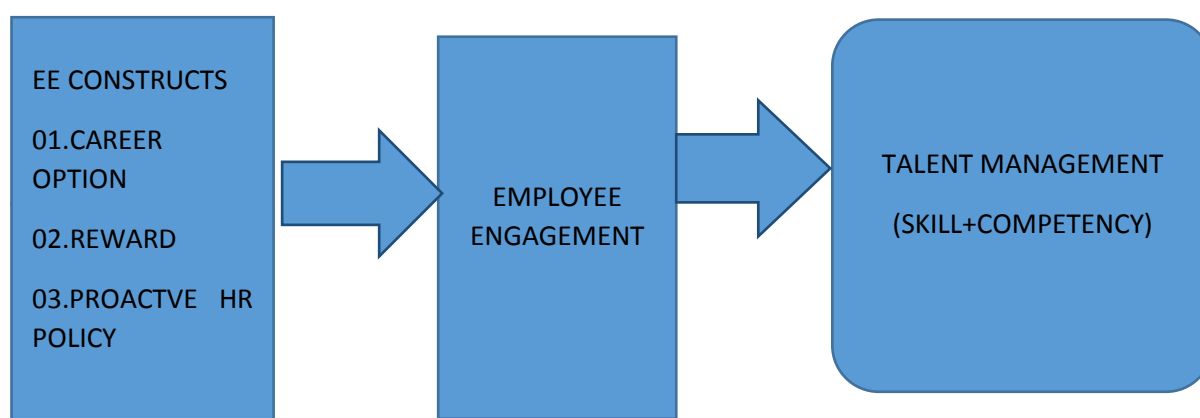 EE CONSTRUCTS
01.CAREER
OPTION
02.REWARD
03.PROACTVE HR
POLICY
EMPLOYEE
ENGAGEMENT
TALENT MANAGEMENT
(SKILL+COMPETENCY)